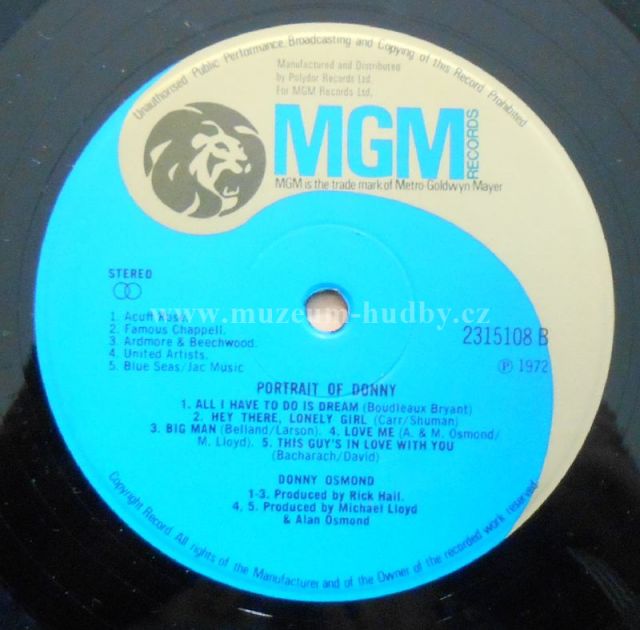 Unauthorised Public Performance, Broadcasting and Copying of this Record Prohibited
Manufactured and Distributed
by Polydor Records Ltd.
For MGM Records Ltd.
MGM
RECORDS
MGM is the trade mark of Metro-Goldwyn Mayer
STEREO
1. Acuff Rose.
2. Famous Chappell.
3. Ardmore & Beechwood.
4. United Artists.
5. Blue Seas/Jac Music
www.muzeum-hudby.cz
2315108 B
Ⓟ 1972
PORTRAIT OF DONNY
1. ALL I HAVE TO DO IS DREAM (Boudleaux Bryant)
2. HEY THERE, LONELY GIRL (Carr/Shuman)
3. BIG MAN (Belland/Larson). 4. LOVE ME (A. & M. Osmond/
M. Lloyd). 5. THIS GUY'S IN LOVE WITH YOU
(Bacharach/David)
DONNY OSMOND
1-3. Produced by Rick Hall.
4, 5. Produced by Michael Lloyd
& Alan Osmond
Copyright Record. All rights of the Manufacturer and of the Owner of the recorded work reserved